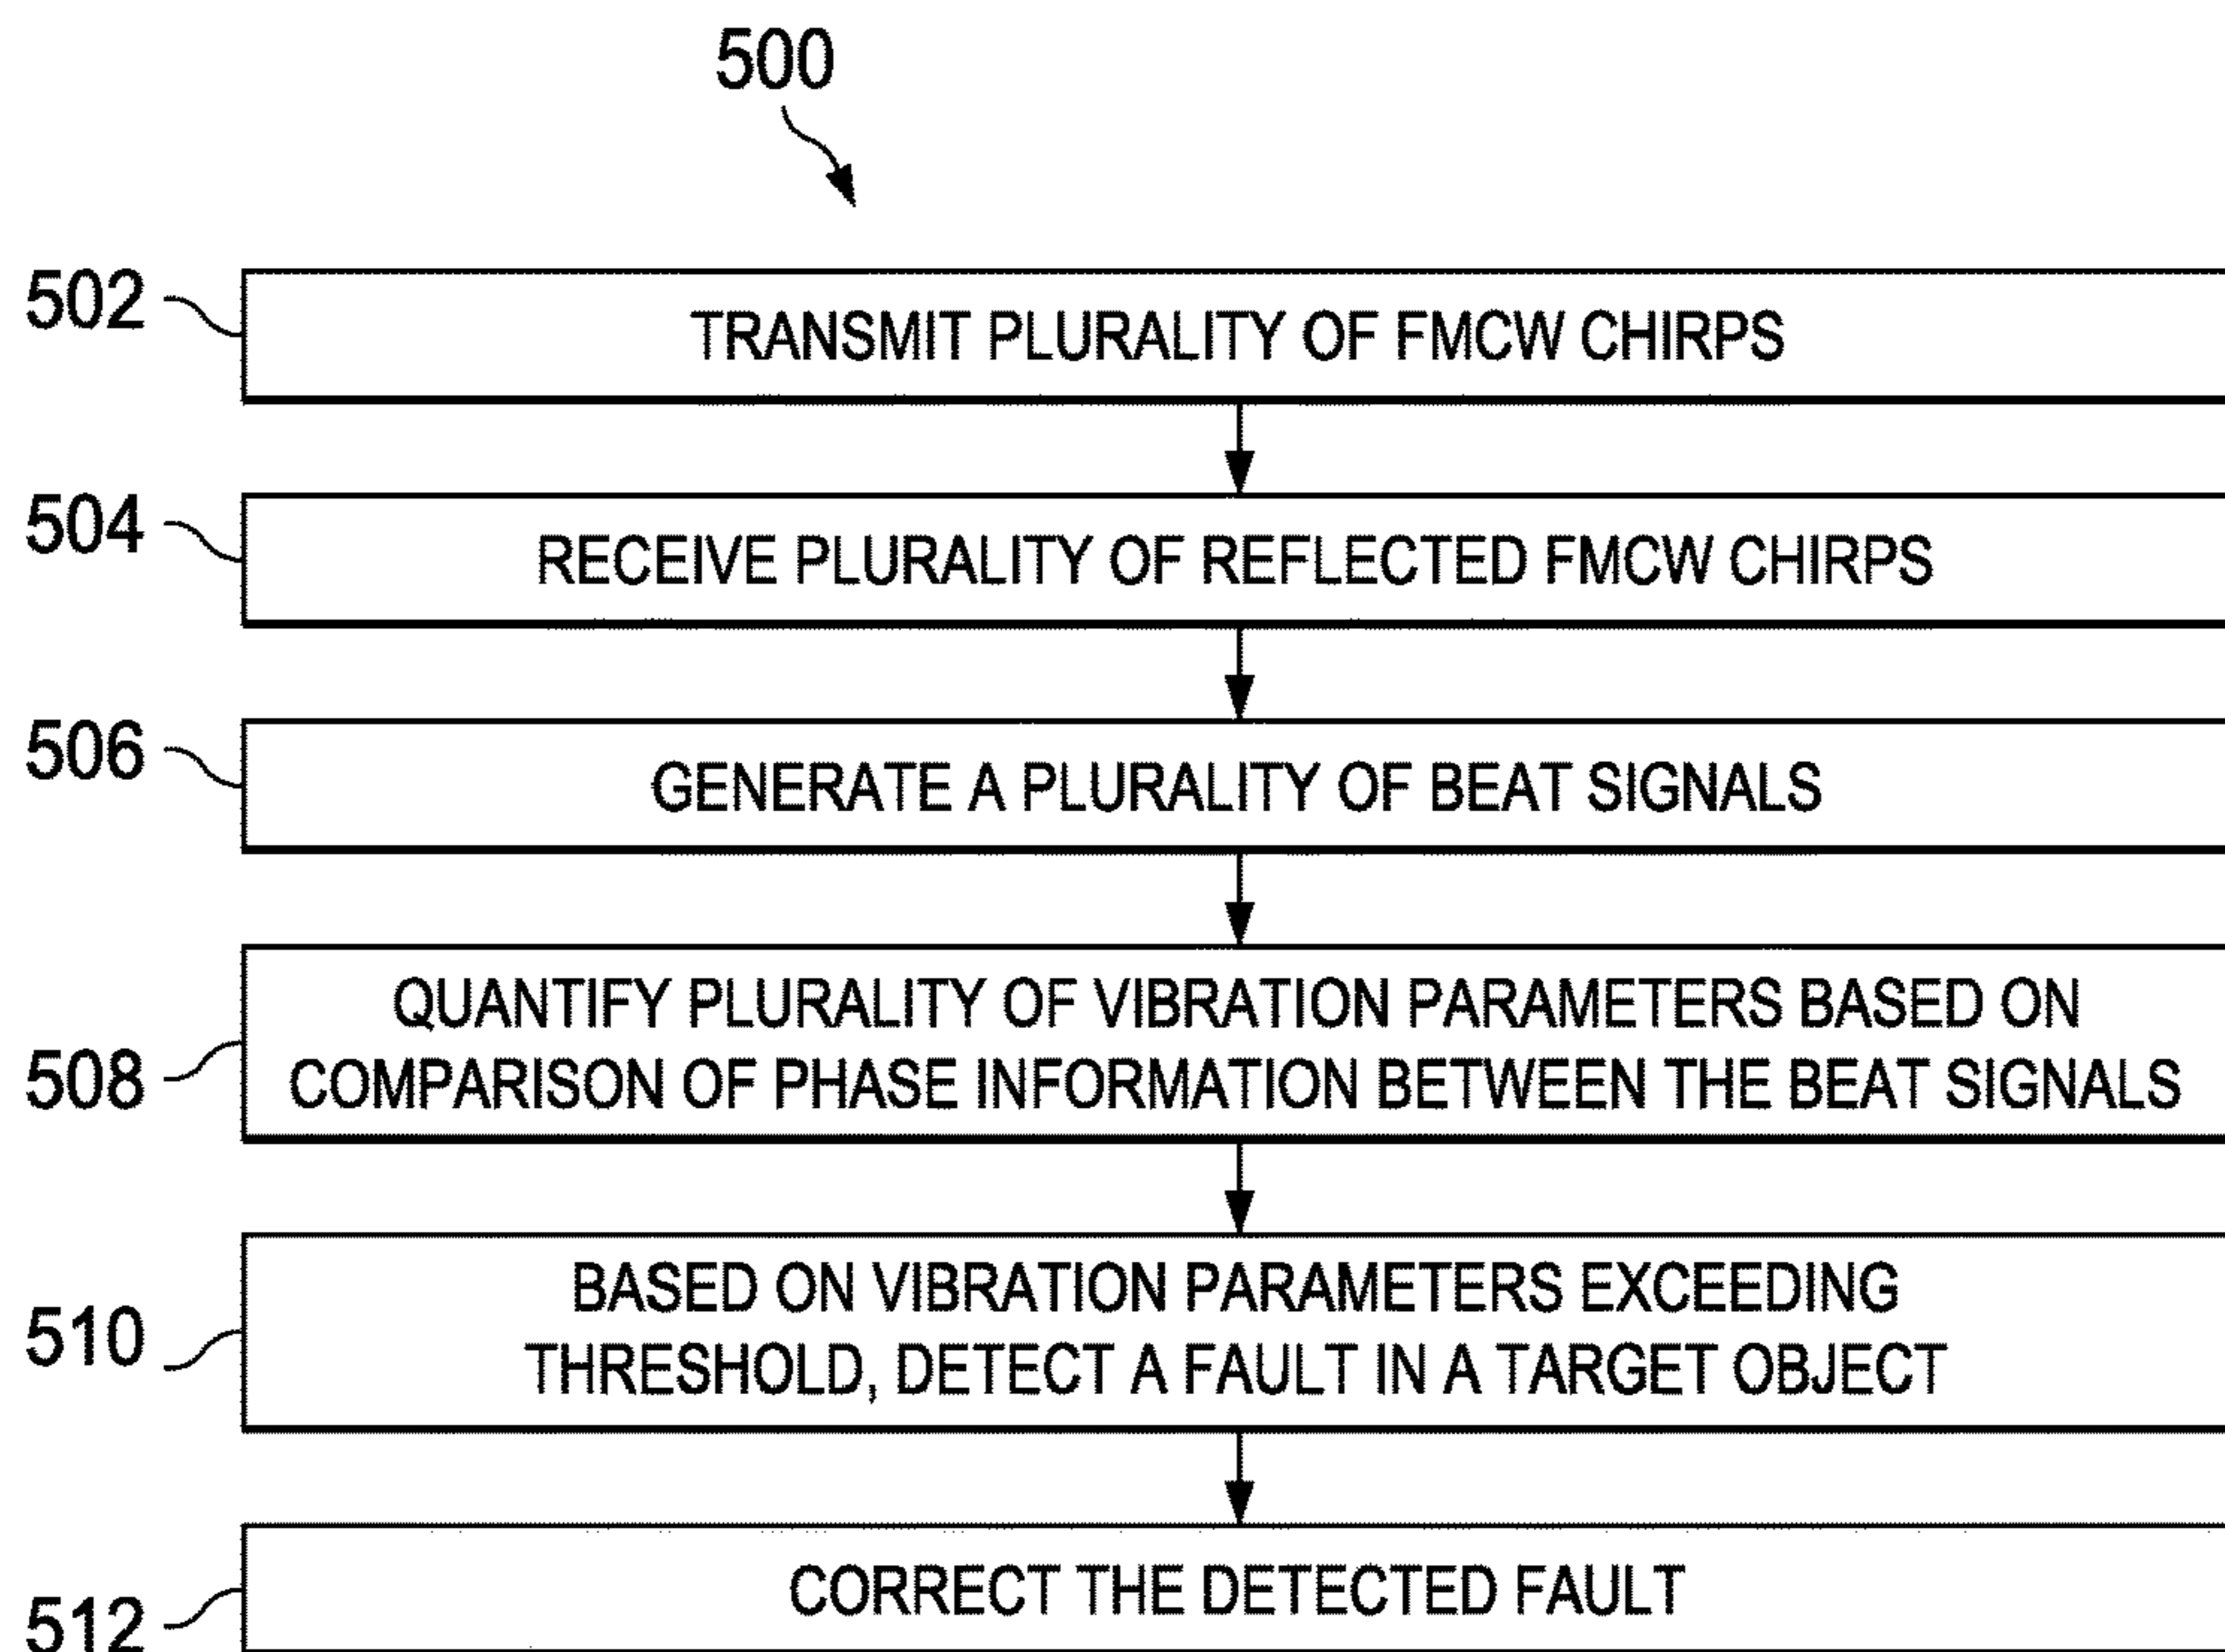 500
502
TRANSMIT PLURALITY OF FMCW CHIRPS
504
RECEIVE PLURALITY OF REFLECTED FMCW CHIRPS
506
GENERATE A PLURALITY OF BEAT SIGNALS
508
QUANTIFY PLURALITY OF VIBRATION PARAMETERS BASED ON
COMPARISON OF PHASE INFORMATION BETWEEN THE BEAT SIGNALS
510
BASED ON VIBRATION PARAMETERS EXCEEDING
THRESHOLD, DETECT A FAULT IN A TARGET OBJECT
512
CORRECT THE DETECTED FAULT